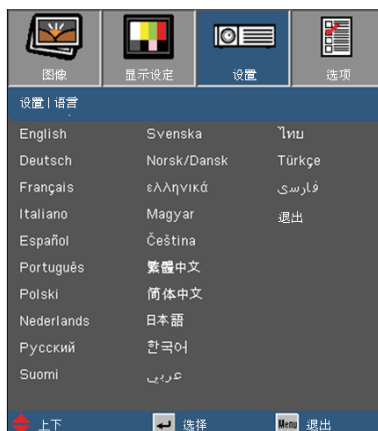 图像 显示设定 设置 选项
设置 | 语言
English Svenska ไทย
Deutsch Norsk/Dansk Türkçe
Français ελληνικά فارسی
Italiano Magyar 退出
Español Čeština
Português 繁體中文
Polski 简体中文
Nederlands 日本語
Русский 한국어
Suomi عربي
上下 选择 Menu 退出